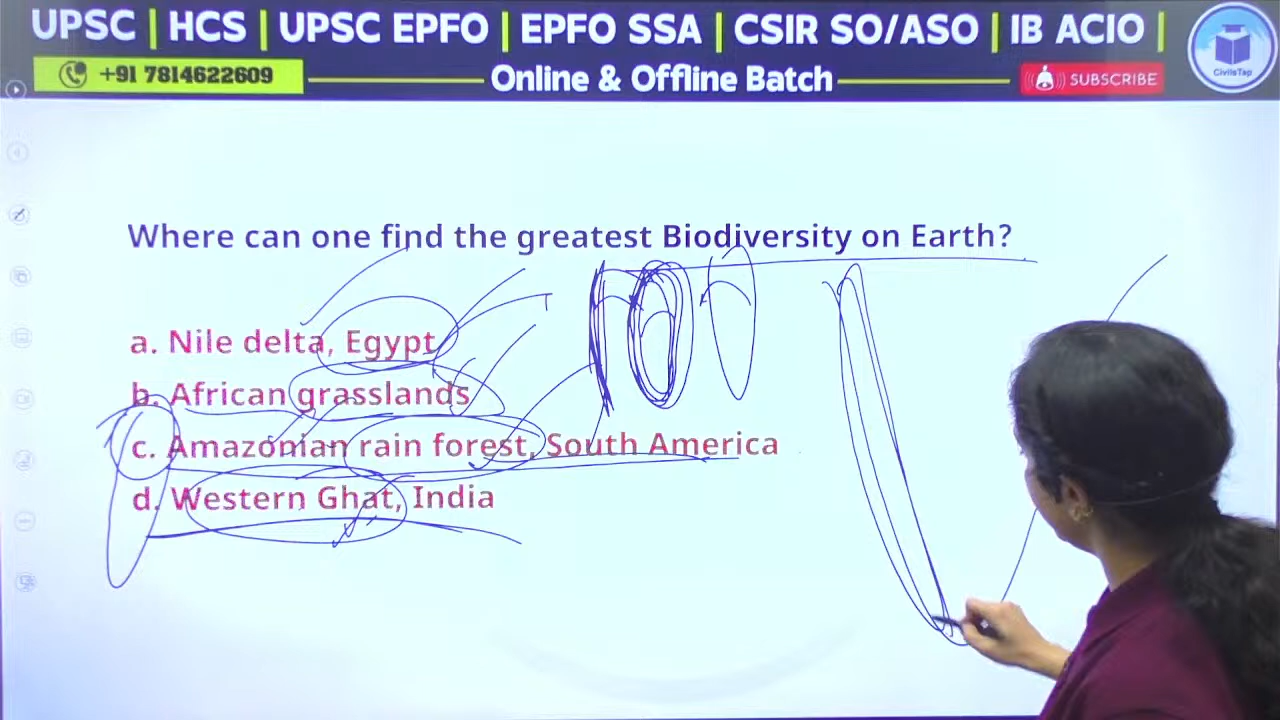 UPSC | HCS | UPSC EPFO | EPFO SSA | CSIR SO/ASO | IB ACIO |
+91 7814622609
Online & Offline Batch
SUBSCRIBE
CivilsTap
Where can one find the greatest Biodiversity on Earth?
a. Nile delta, Egypt
b. African grasslands
c. Amazonian rain forest, South America
d. Western Ghat, India